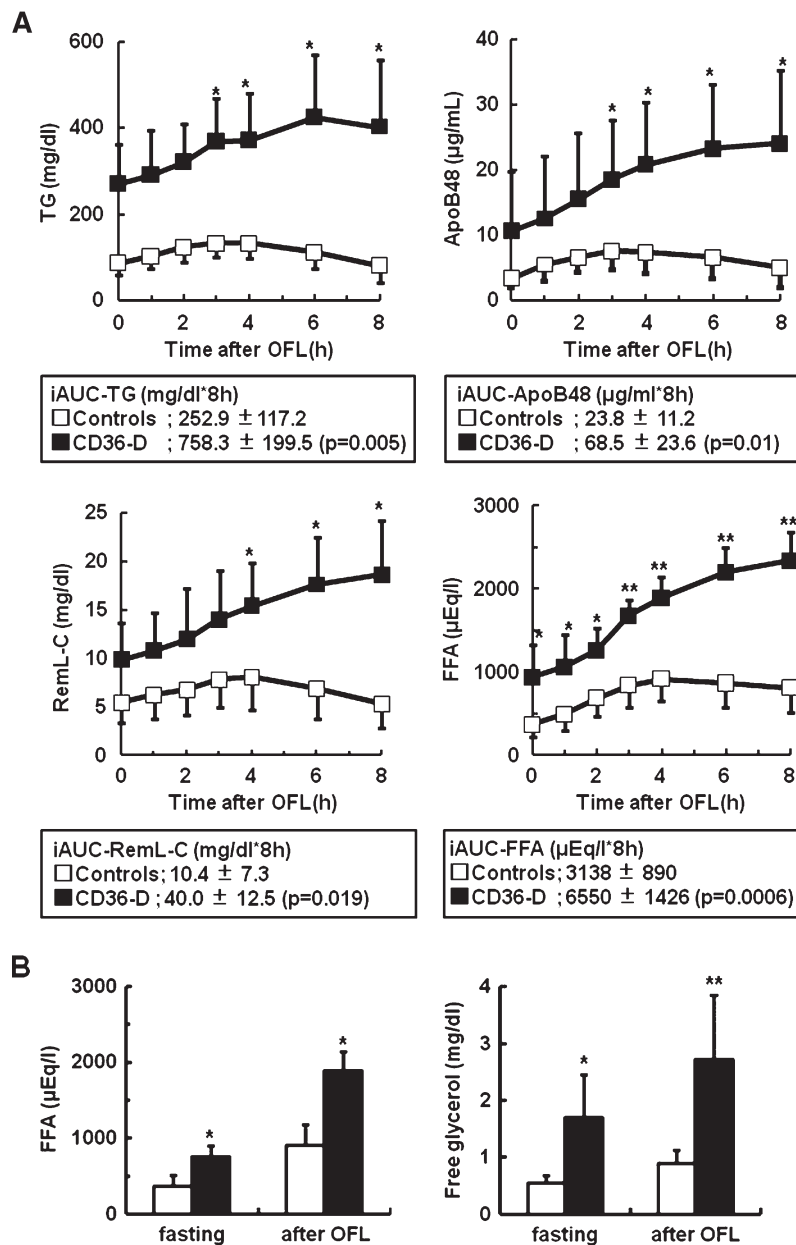 A
600
400
200
0
TG (mg/dl)
* * * *
0 2 4 6 8
Time after OFL(h)
iAUC-TG (mg/dl*8h)
Controls ; 252.9 ± 117.2
CD36-D ; 758.3 ± 199.5 (p=0.005)
40
30
20
10
0
ApoB48 (µg/mL)
* * * *
0 2 4 6 8
Time after OFL(h)
iAUC-ApoB48 (µg/ml*8h)
Controls ; 23.8 ± 11.2
CD36-D ; 68.5 ± 23.6 (p=0.01)
25
20
15
10
5
0
RemL-C (mg/dl)
* * *
0 2 4 6 8
Time after OFL(h)
iAUC-RemL-C (mg/dl*8h)
Controls; 10.4 ± 7.3
CD36-D ; 40.0 ± 12.5 (p=0.019)
3000
2000
1000
0
FFA (µEq/l)
* * * ** ** ** **
0 2 4 6 8
Time after OFL(h)
iAUC-FFA (µEq/l*8h)
Controls; 3138 ± 890
CD36-D ; 6550 ± 1426 (p=0.0006)
B
3000
2000
1000
0
FFA (µEq/l)
* *
fasting after OFL
4
3
2
1
0
Free glycerol (mg/dl)
* **
fasting after OFL